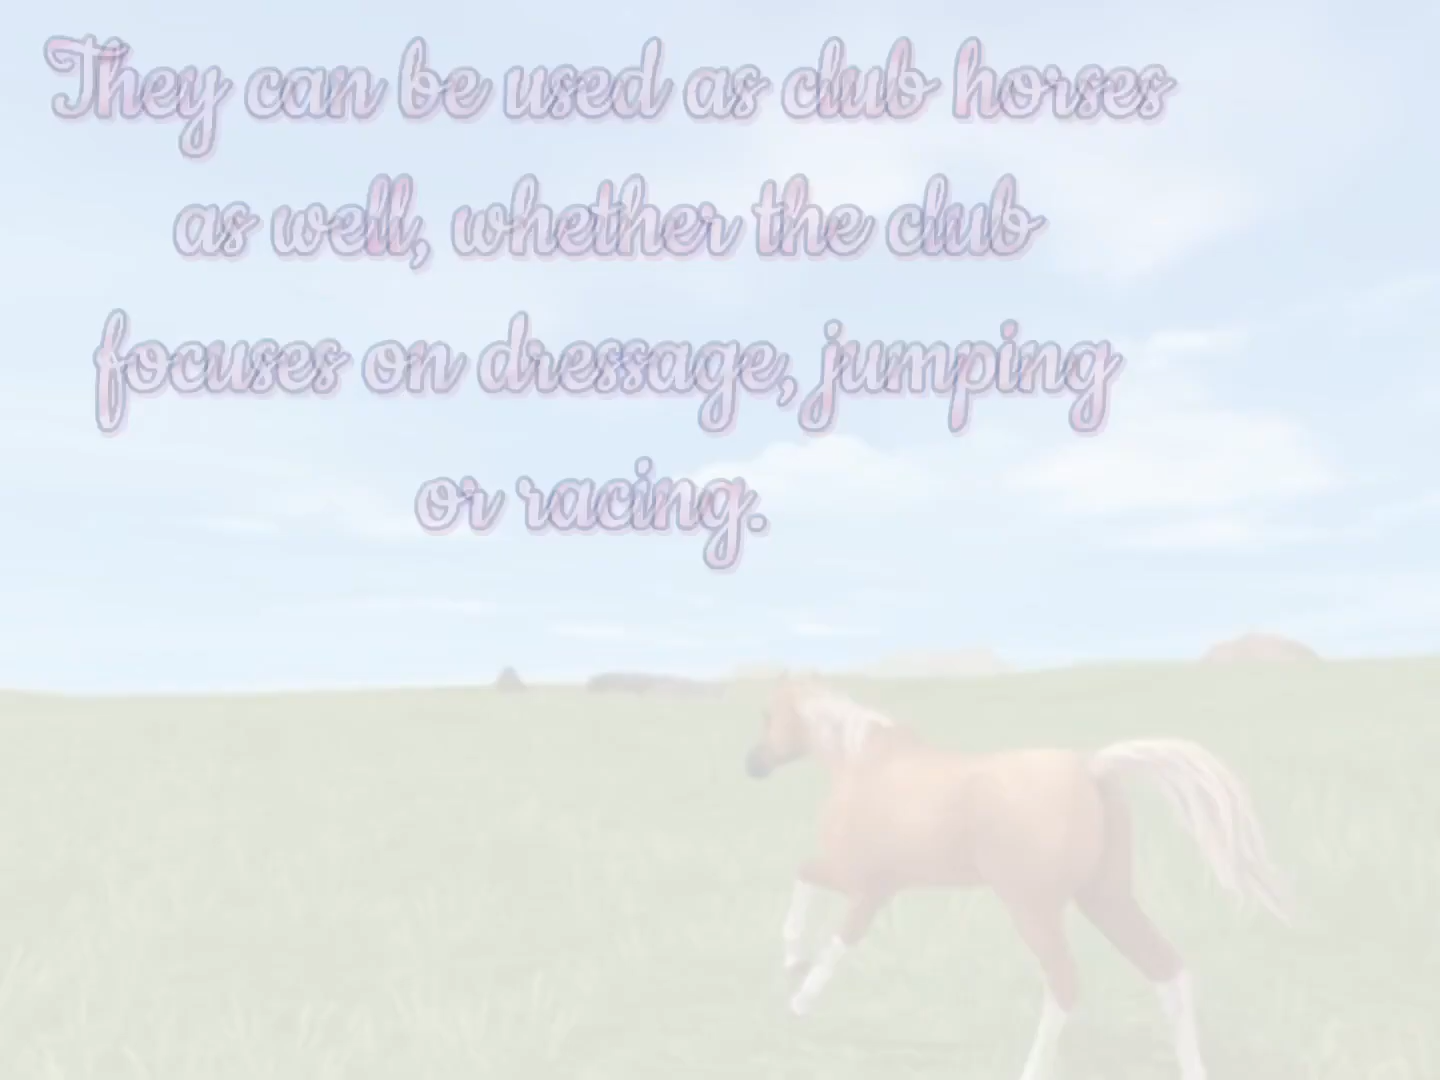 They can be used as club horses
as well, whether the club
focuses on dressage, jumping
or racing.